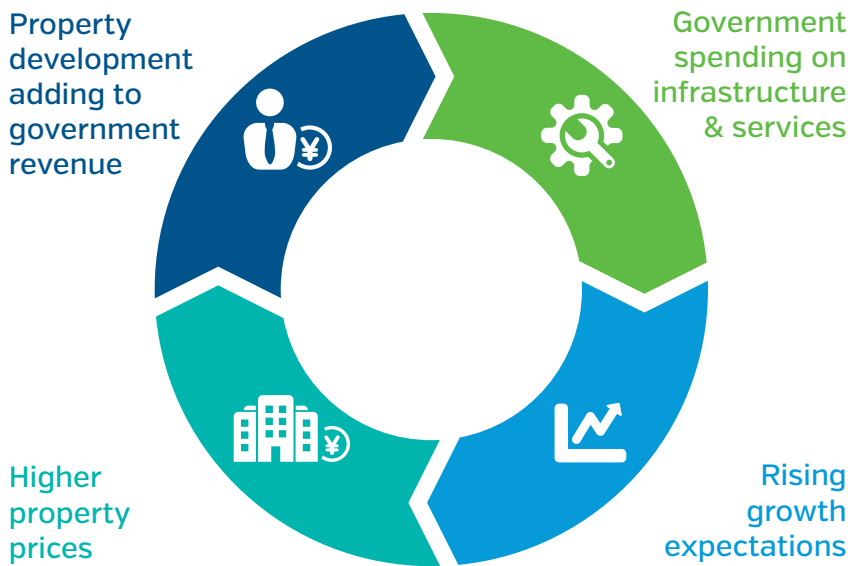 Property
development
adding to
government
revenue
Government
spending on
infrastructure
& services
¥
¥
Higher
property
prices
Rising
growth
expectations